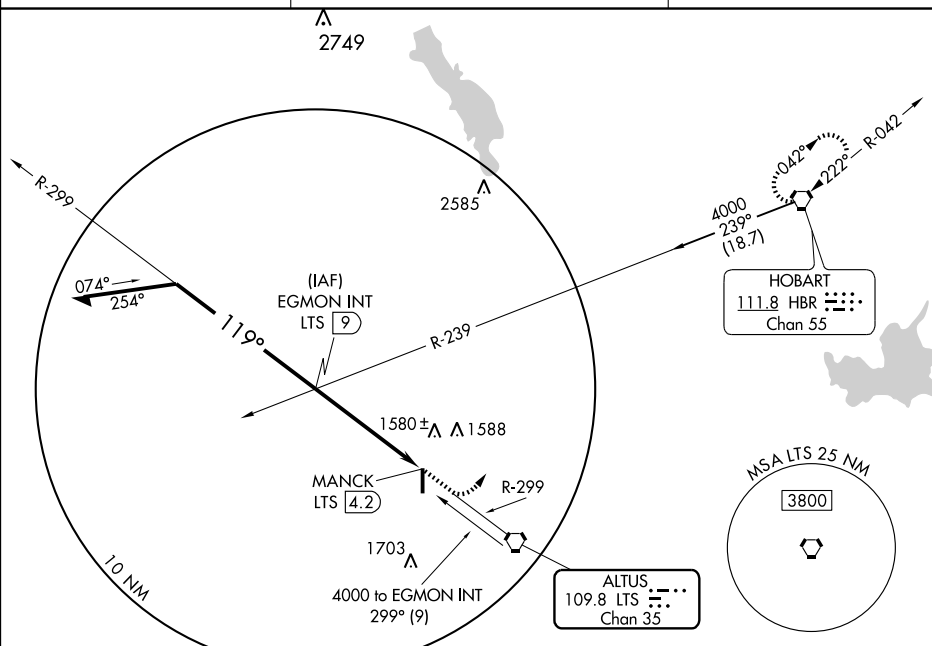 2749
R-299
042°
222°
R-042
2585
4000
239°
(18.7)
074°
254°
(IAF)
EGMON INT
LTS 9
HOBART
111.8 HBR
Chan 55
119°
R-239
1580±
1588
MANCK
LTS 4.2
R-299
MSA LTS 25 NM
3800
1703
10 NM
4000 to EGMON INT
299° (9)
ALTUS
109.8 LTS
Chan 35